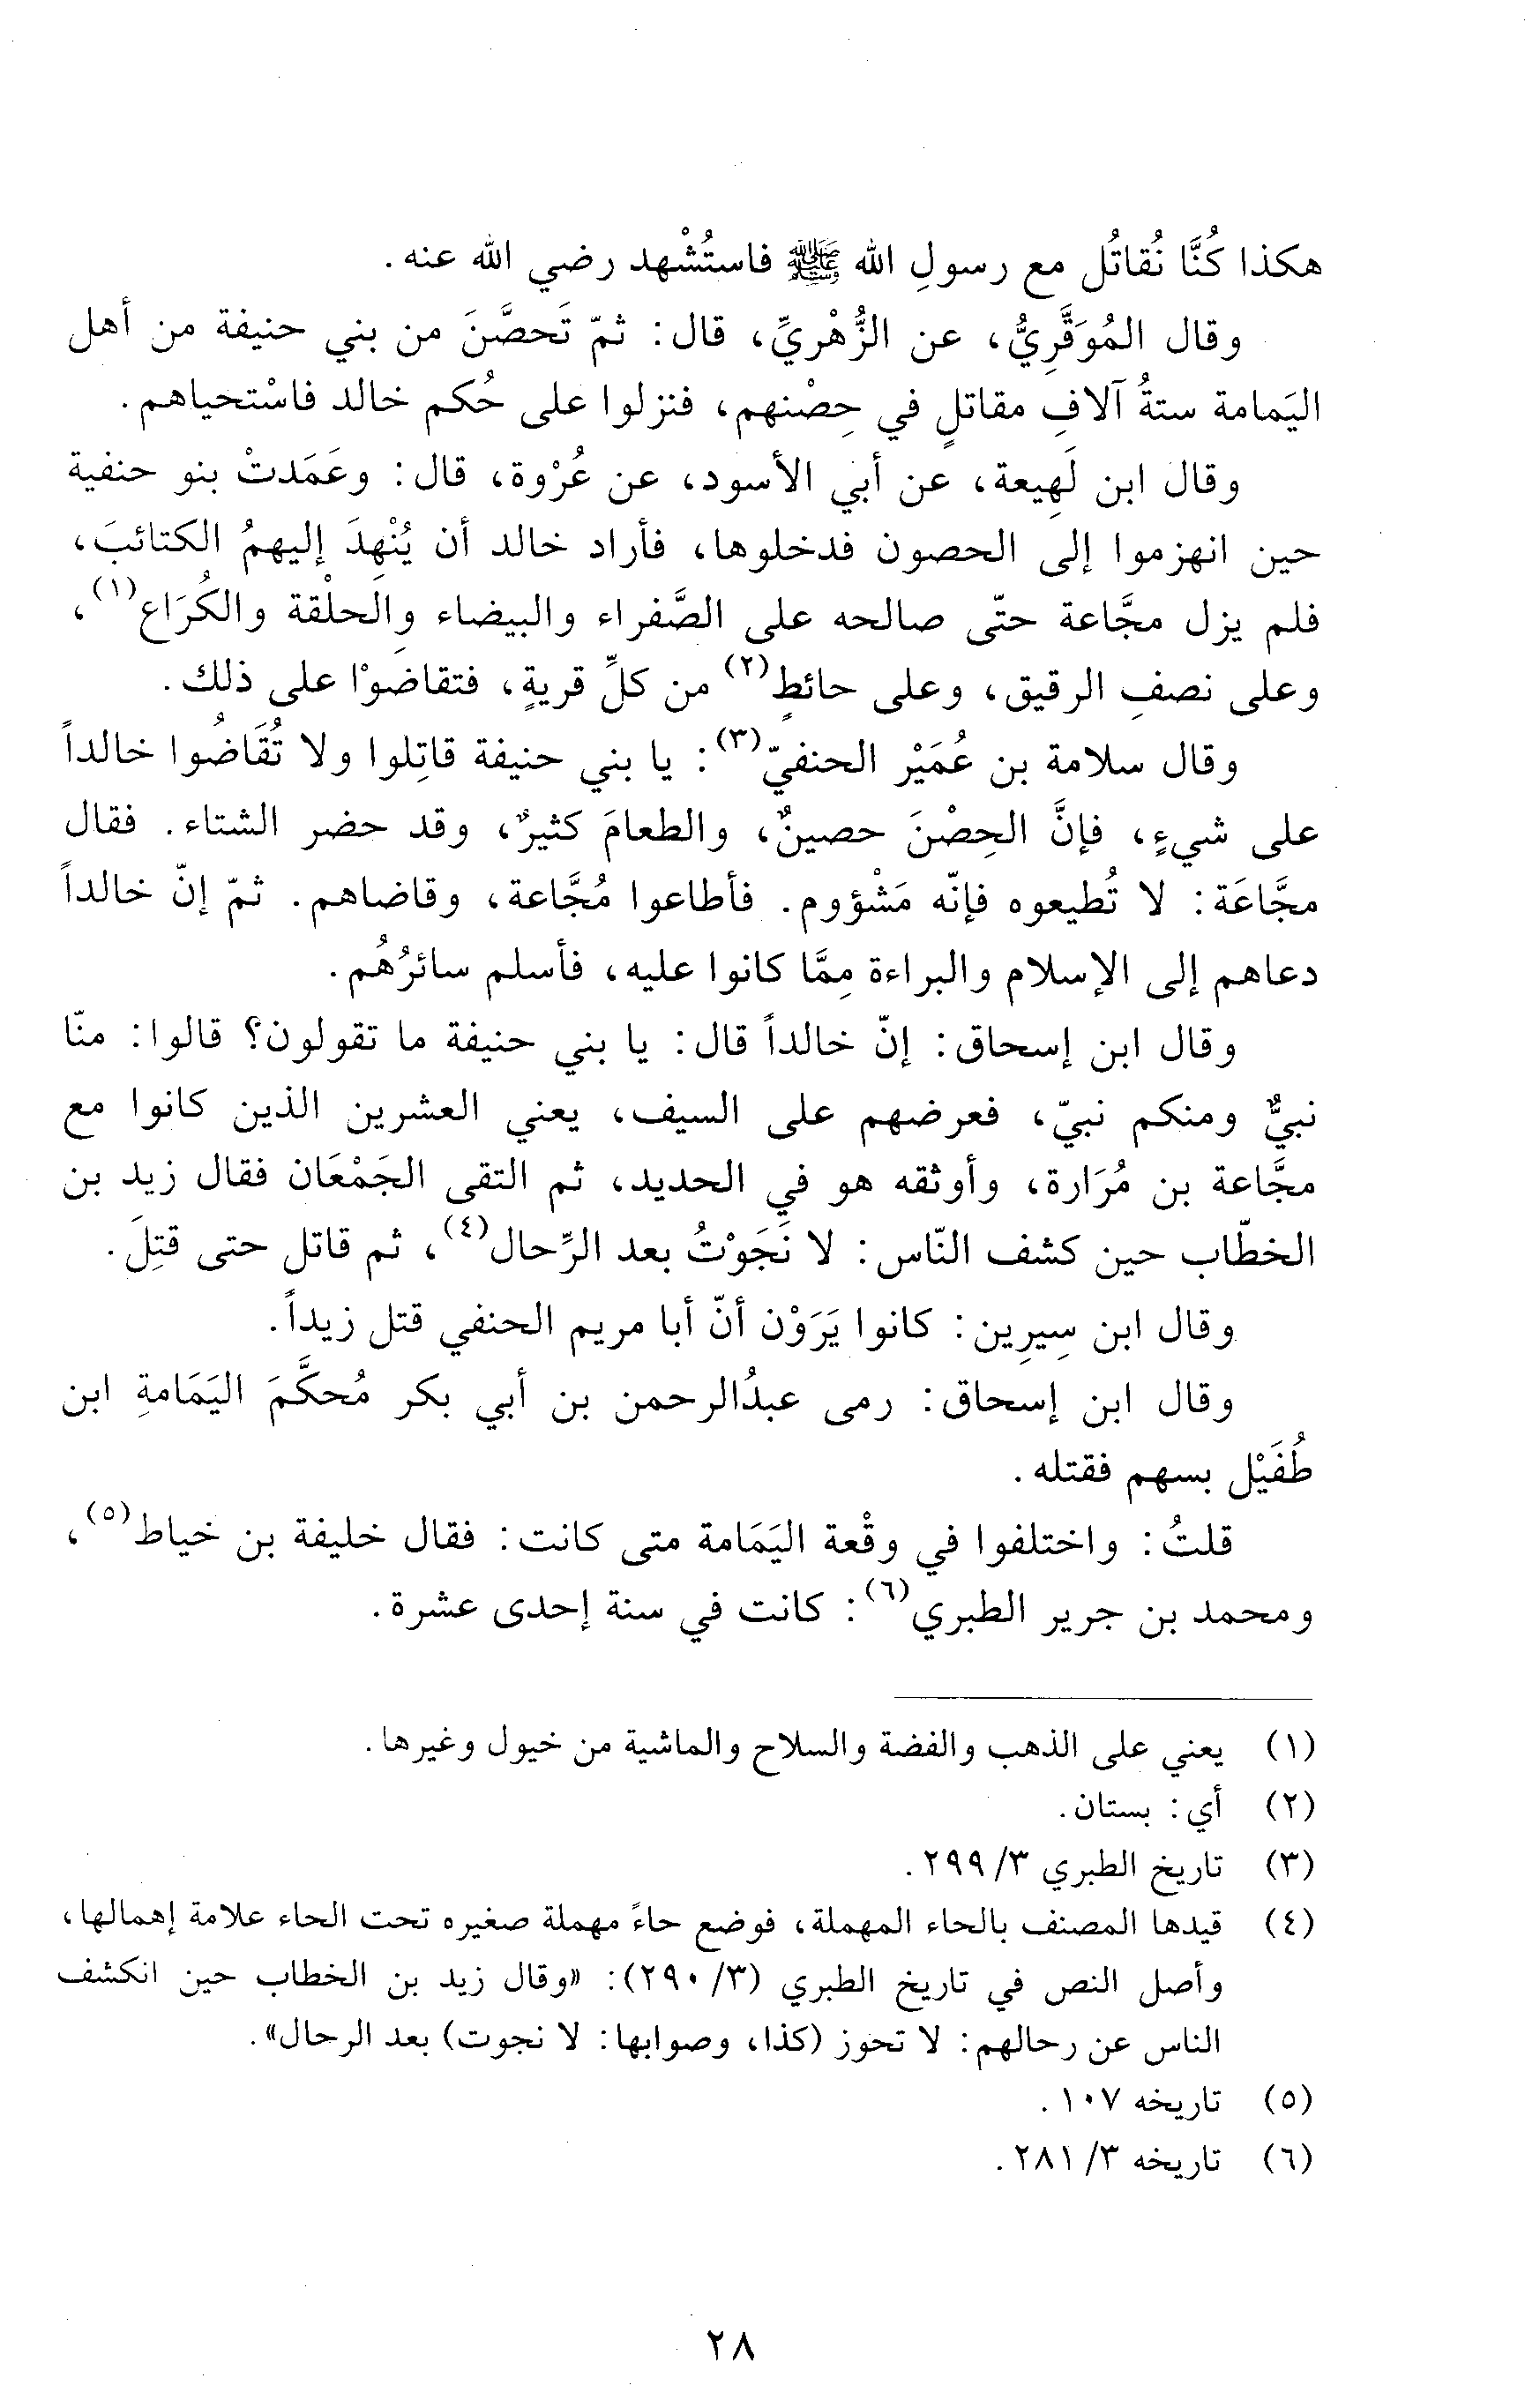 هكذا كُنَّا نُقاتُل مع رسولِ الله ﷺ فاستُشْهد رضي الله عنه.
وقال المُوَقَّرِيُّ، عن الزُّهْريِّ، قال: ثمّ تَحصَّنَ من بني حنيفة من أهل
اليَمامة ستةُ آلافِ مقاتلٍ في حِصْنهم، فنزلوا على حُكم خالد فاسْتحياهم.
وقال ابن لَهِيعة، عن أبي الأسود، عن عُرْوة، قال: وعَمَدتْ بنو حنفية
حين انهزموا إلى الحصون فدخلوها، فأراد خالد أن يُنْهِدَ إليهمُ الكتائبَ،
فلم يزل مجَّاعة حتّى صالحه على الصَّفراء والبيضاء والحلْقة والكُرَاع(١)،
وعلى نصفِ الرقيق، وعلى حائطٍ(٢) من كلِّ قريةٍ، فتقاضَوْا على ذلك.
وقال سلامة بن عُمَيْر الحنفيّ(٣): يا بني حنيفة قاتِلوا ولا تُقَاضُوا خالداً
على شيءٍ، فإنَّ الحِصْنَ حصينٌ، والطعامَ كثيرٌ، وقد حضر الشتاء. فقال
مجَّاعَة: لا تُطيعوه فإنّه مَشْؤوم. فأطاعوا مُجَّاعة، وقاضاهم. ثمّ إنّ خالداً
دعاهم إلى الإسلام والبراءة مِمَّا كانوا عليه، فأسلم سائرُهُم.
وقال ابن إسحاق: إنّ خالداً قال: يا بني حنيفة ما تقولون؟ قالوا: منّا
نبيٌّ ومنكم نبيّ، فعرضهم على السيف، يعني العشرين الذين كانوا مع
مجَّاعة بن مُرَارة، وأوثقه هو في الحديد، ثم التقى الجَمْعَان فقال زيد بن
الخطّاب حين كشف النّاس: لا نَجَوْتُ بعد الرِّحال(٤)، ثم قاتل حتى قتِلَ.
وقال ابن سِيرِين: كانوا يَرَوْن أنّ أبا مريم الحنفي قتل زيداً.
وقال ابن إسحاق: رمى عبدُالرحمن بن أبي بكر مُحكَّمَ اليَمَامةِ ابن
طُفَيْل بسهم فقتله.
قلتُ: واختلفوا في وقْعة اليَمَامة متى كانت: فقال خليفة بن خياط(٥)،
ومحمد بن جرير الطبري(٦): كانت في سنة إحدى عشرة.
(١) يعني على الذهب والفضة والسلاح والماشية من خيول وغيرها.
(٢) أي: بستان.
(٣) تاريخ الطبري ٣/ ٢٩٩.
(٤) قيدها المصنف بالحاء المهملة، فوضع حاءً مهملة صغيره تحت الحاء علامة إهمالها،
وأصل النص في تاريخ الطبري (٣/ ٢٩٠): «وقال زيد بن الخطاب حين انكشف
الناس عن رحالهم: لا تحوز (كذا، وصوابها: لا نجوت) بعد الرحال».
(٥) تاريخه ١٠٧.
(٦) تاريخه ٣/ ٢٨١.
٢٨